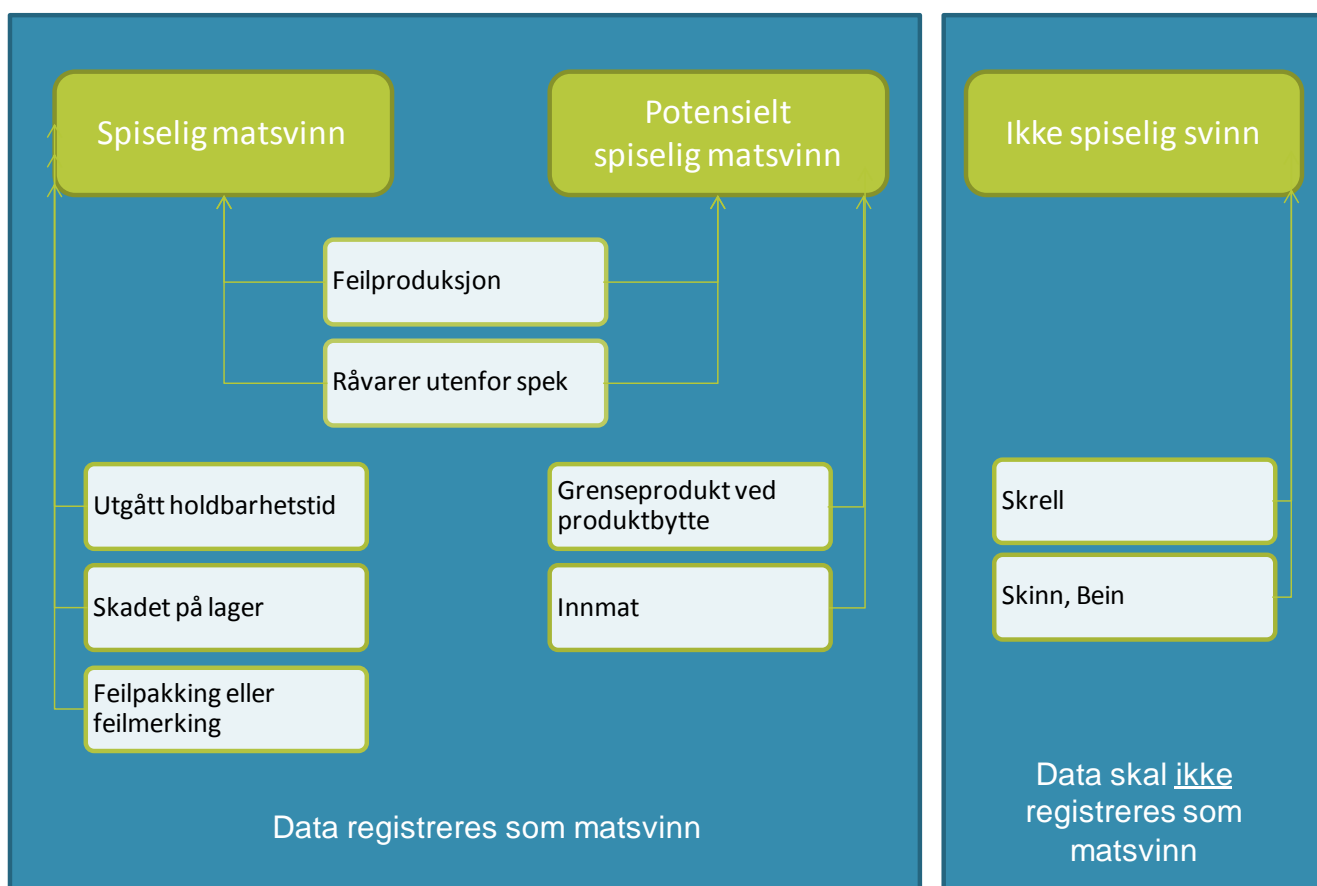 Spiselig matsvinn
Potensielt
spiselig matsvinn
Ikke spiselig svinn
Feilproduksjon
Råvarer utenfor spek
Utgått holdbarhetstid
Skadet på lager
Feilpakking eller
feilmerking
Grenseprodukt ved
produktbytte
Innmat
Skrell
Skinn, Bein
Data registreres som matsvinn
Data skal ikke
registreres som
matsvinn